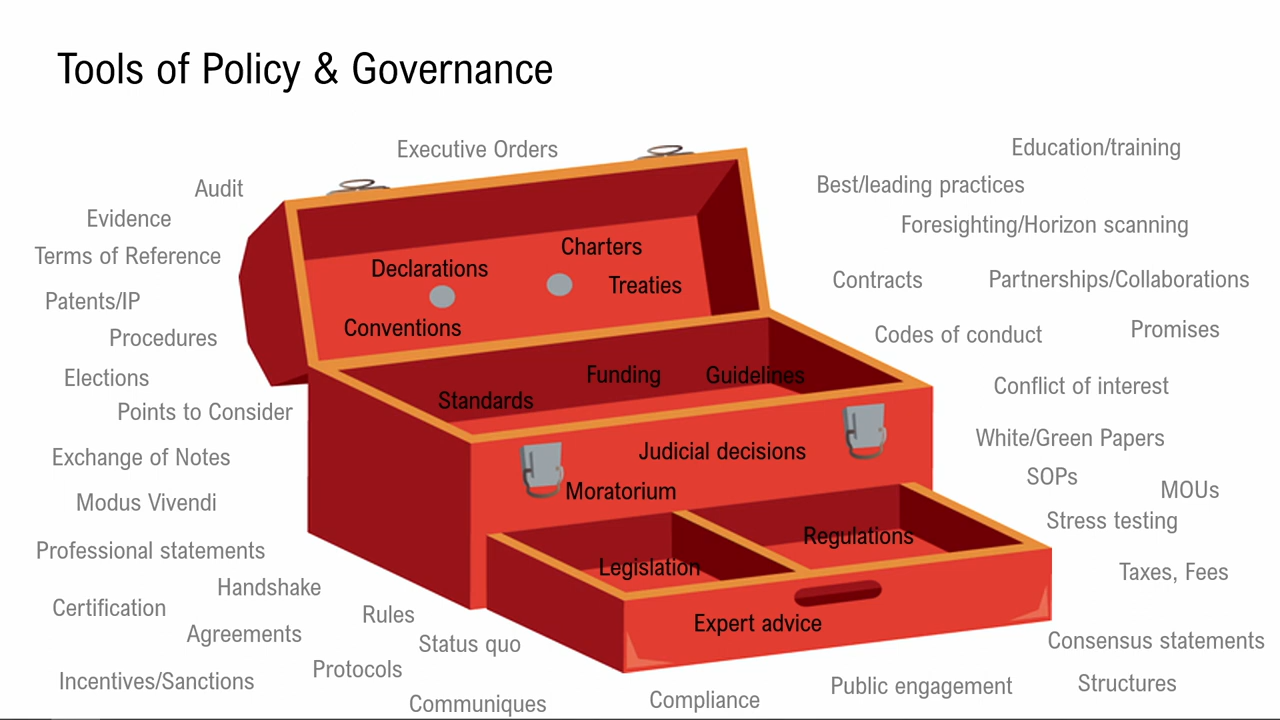 Tools of Policy & Governance
Executive Orders
Audit
Evidence
Terms of Reference
Patents/IP
Procedures
Elections
Points to Consider
Exchange of Notes
Modus Vivendi
Professional statements
Handshake
Certification
Rules
Agreements
Status quo
Protocols
Incentives/Sanctions
Communiques
Charters
Declarations
Treaties
Conventions
Funding
Guidelines
Standards
Judicial decisions
Moratorium
Regulations
Legislation
Expert advice
Education/training
Best/leading practices
Foresighting/Horizon scanning
Contracts
Partnerships/Collaborations
Codes of conduct
Promises
Conflict of interest
White/Green Papers
SOPs
MOUs
Stress testing
Taxes, Fees
Consensus statements
Structures
Public engagement
Compliance